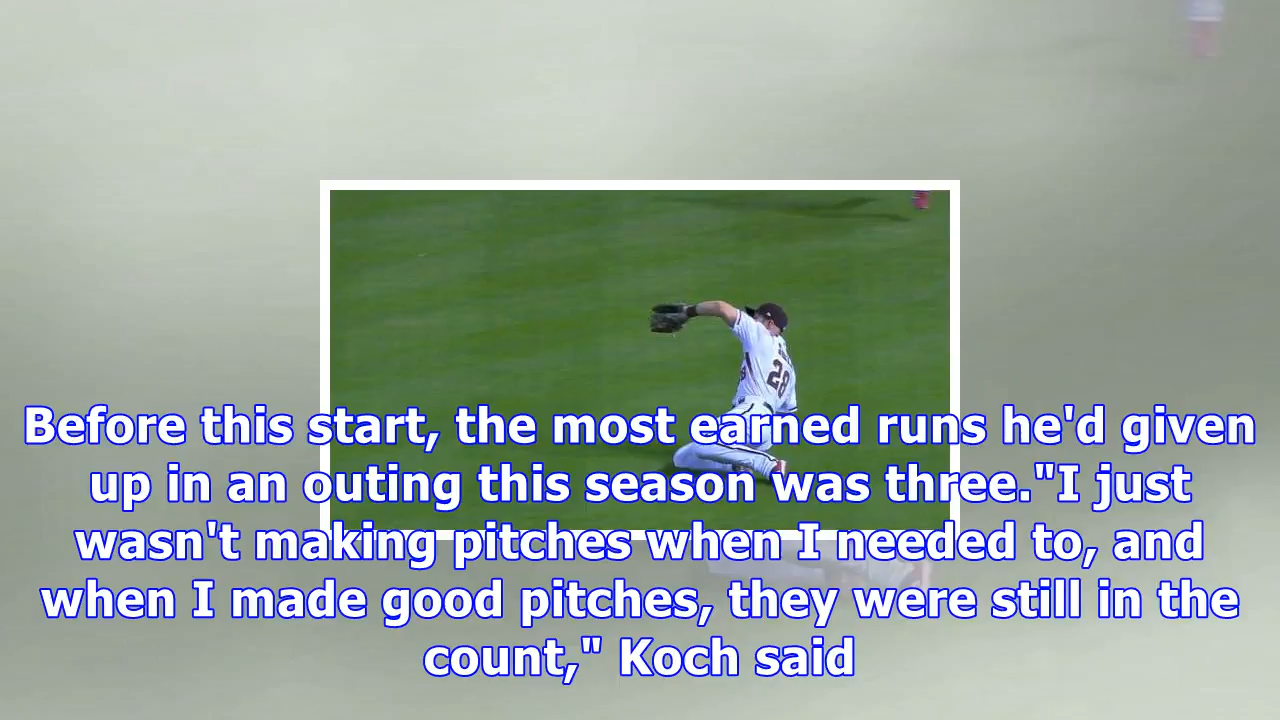 28
Before this start, the most earned runs he'd given
up in an outing this season was three."I just
wasn't making pitches when I needed to, and
when I made good pitches, they were still in the
count," Koch said